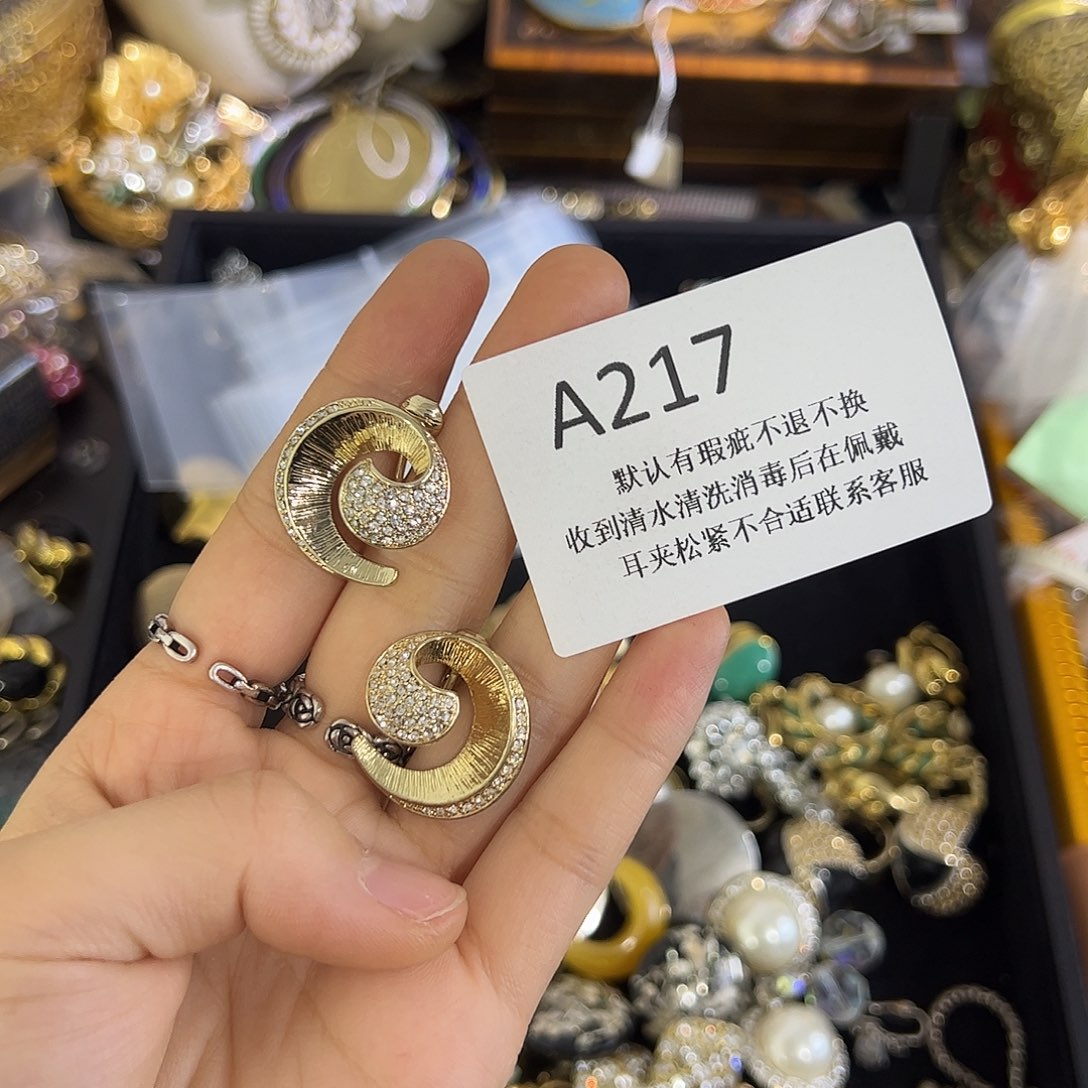 A217
默认有瑕疵不退不换
收到清水清洗消毒后在佩戴
耳夹松紧不合适联系客服